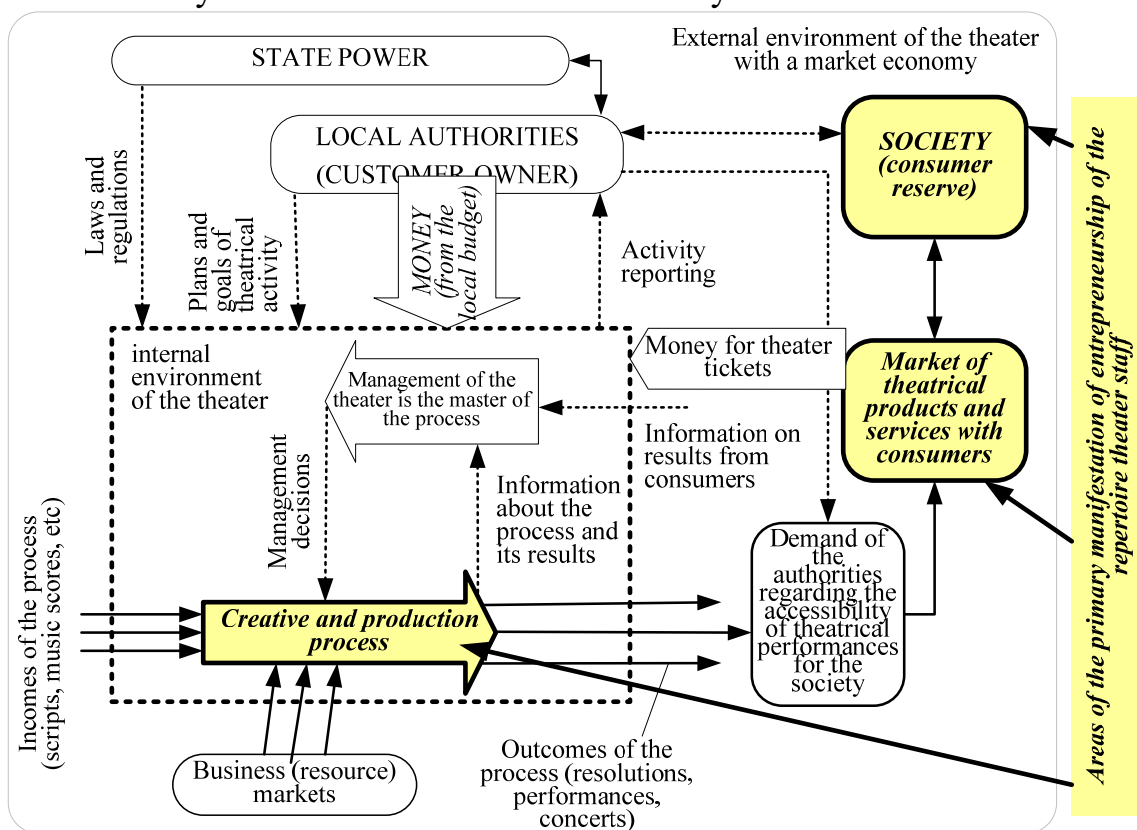 STATE POWER
External environment of the theater
with a market economy
LOCAL AUTHORITIES
(CUSTOMER OWNER)
SOCIETY
(consumer
reserve)
Laws and
regulations
Plans and
goals of
theatrical
activity
MONEY
(from the
local budget)
Activity
reporting
internal
environment
of the theater
Management of the
theater is the master of
the process
Money for theater
tickets
Market of
theatrical
products and
services with
consumers
Information on
results from
consumers
Management
decisions
Information
about the
process and
its results
Incomes of the process
(scripts, music scores, etc)
Creative and production
process
Demand of
the
authorities
regarding the
accessibility
of theatrical
performances
for the
society
Business (resource)
markets
Outcomes of the
process (resolutions,
performances,
concerts)
Areas of the primary manifestation of entrepreneurship of the
repertoire theater staff